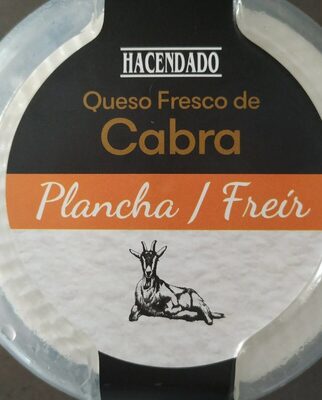 HACENDADO
Queso Fresco de
Cabra
Plancha / Freír